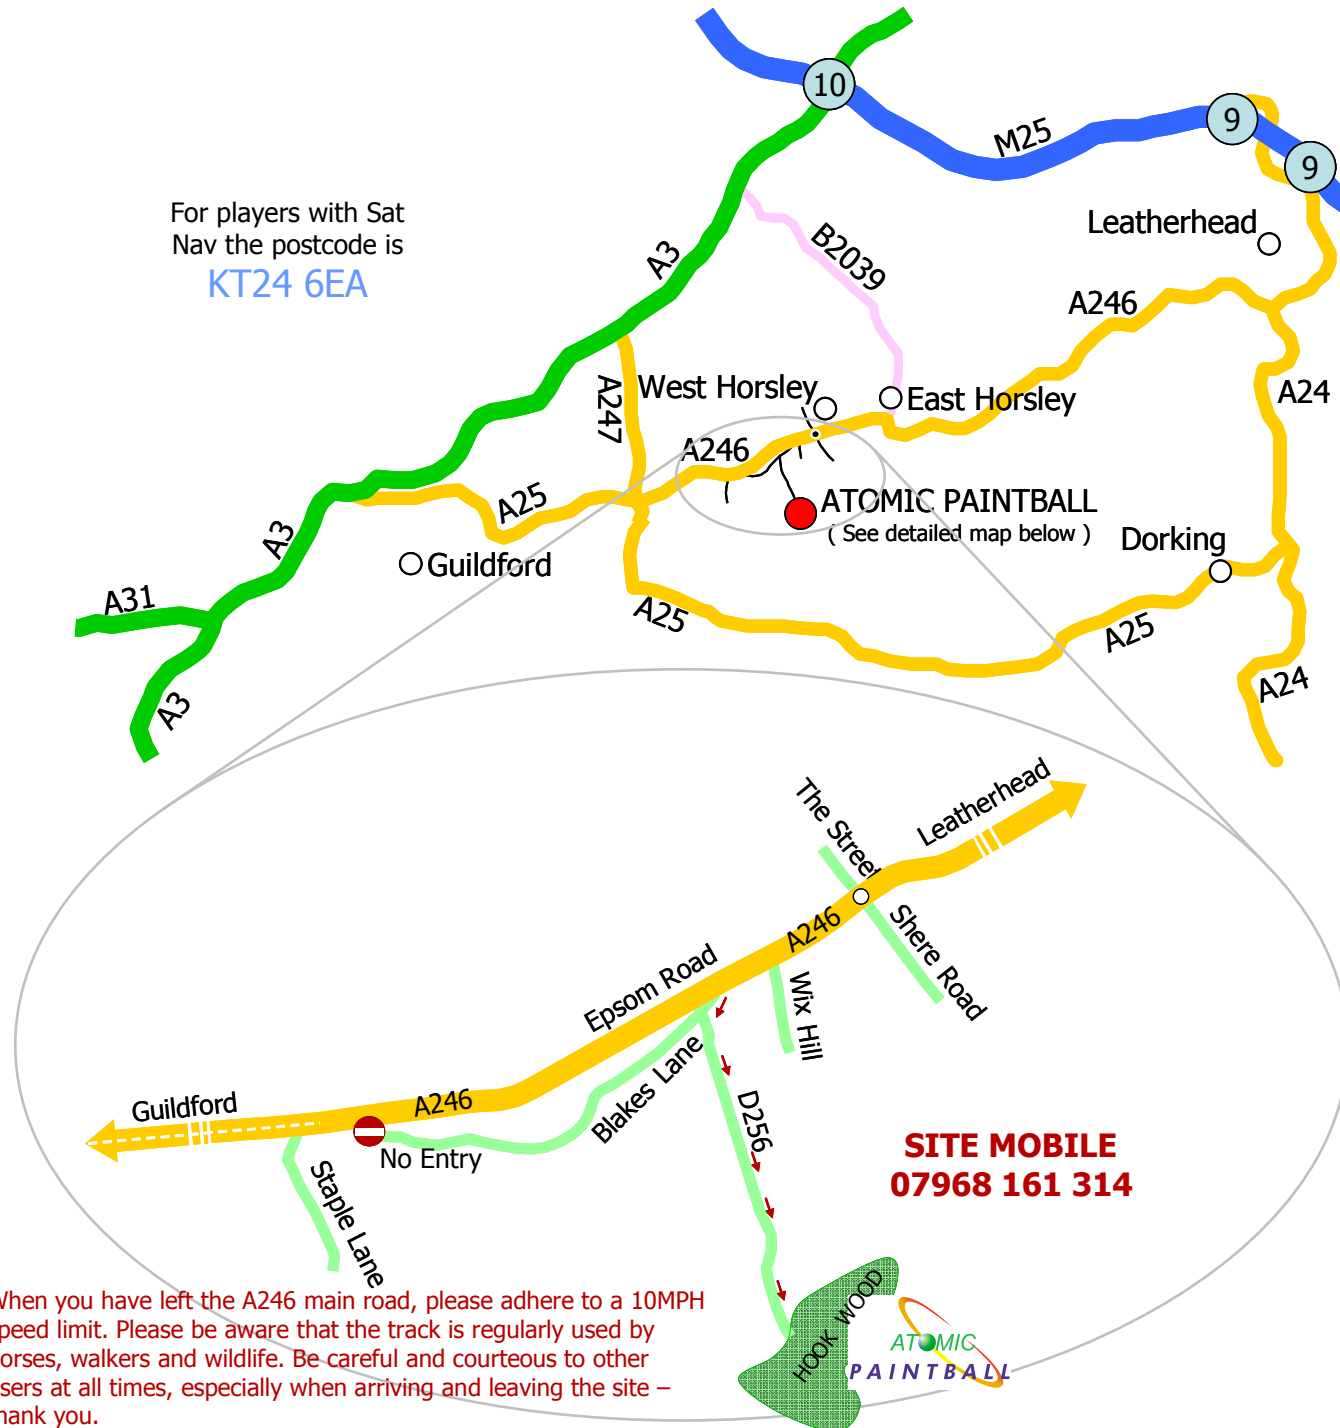 10
9
9
M25
Leatherhead
For players with Sat
Nav the postcode is
KT24 6EA
A3
B2039
A246
A247
West Horsley
East Horsley
A24
A246
A25
ATOMIC PAINTBALL
( See detailed map below )
A3
Guildford
Dorking
A31
A25
A25
A3
A24
The Street
Leatherhead
A246
Shere Road
Epsom Road
Wix Hill
Guildford
A246
Blakes Lane
D256
No Entry
Staple Lane
SITE MOBILE
07968 161 314
When you have left the A246 main road, please adhere to a 10MPH
speed limit. Please be aware that the track is regularly used by
horses, walkers and wildlife. Be careful and courteous to other
users at all times, especially when arriving and leaving the site –
thank you.
HOOK WOOD
ATOMIC
PAINTBALL